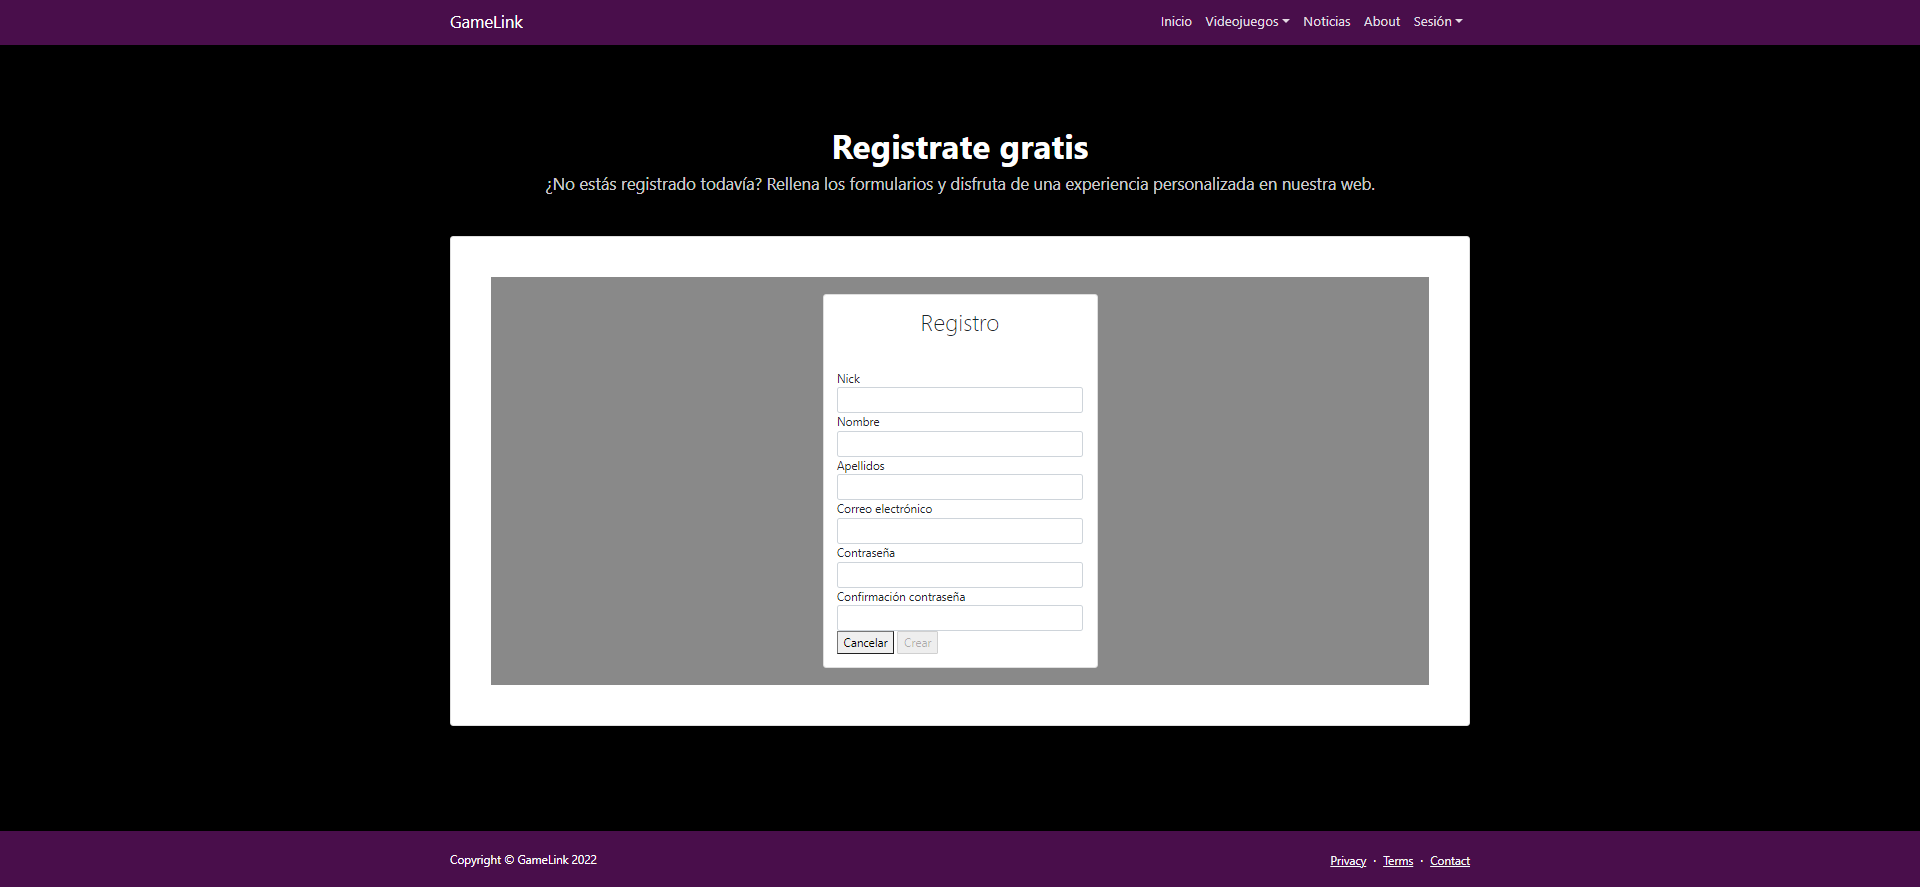 GameLink
Inicio Videojuegos Noticias About Sesión
Registrate gratis
¿No estás registrado todavía? Rellena los formularios y disfruta de una experiencia personalizada en nuestra web.
Registro
Nick
Nombre
Apellidos
Correo electrónico
Contraseña
Confirmación contraseña
Cancelar Crear
Copyright © GameLink 2022
Privacy · Terms · Contact